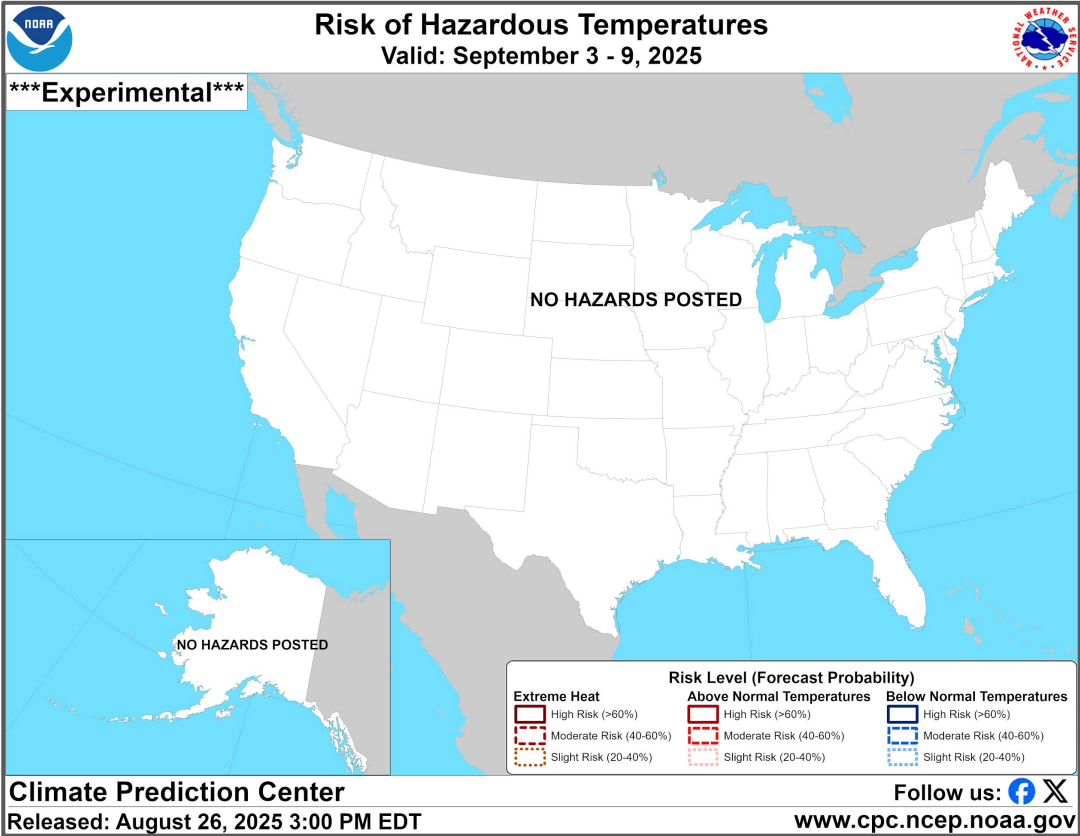 NOAA
Risk of Hazardous Temperatures
Valid: September 3 - 9, 2025
NATIONAL WEATHER SERVICE
***Experimental***
NO HAZARDS POSTED
NO HAZARDS POSTED
Risk Level (Forecast Probability)
Extreme Heat
High Risk (>60%)
Moderate Risk (40-60%)
Slight Risk (20-40%)
Above Normal Temperatures
High Risk (>60%)
Moderate Risk (40-60%)
Slight Risk (20-40%)
Below Normal Temperatures
High Risk (>60%)
Moderate Risk (40-60%)
Slight Risk (20-40%)
Climate Prediction Center
Follow us:
Released: August 26, 2025 3:00 PM EDT
www.cpc.ncep.noaa.gov